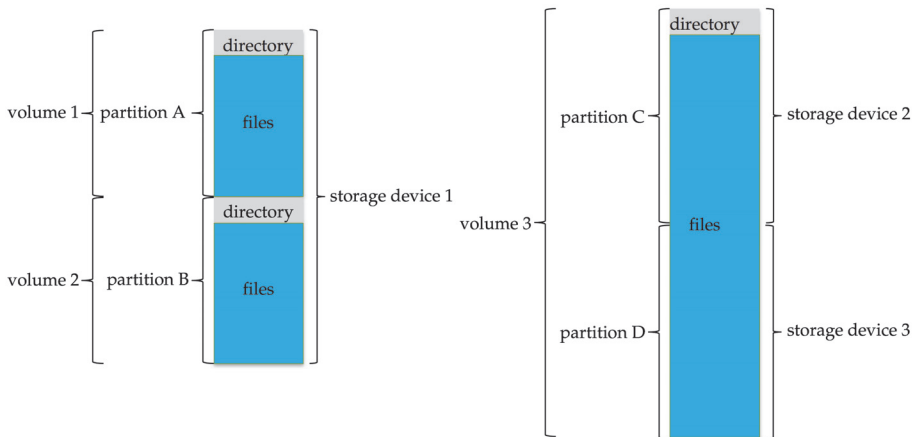 directory
volume 1
partition A
files
storage device 1
directory
volume 2
partition B
files
directory
partition C
storage device 2
volume 3
files
partition D
storage device 3